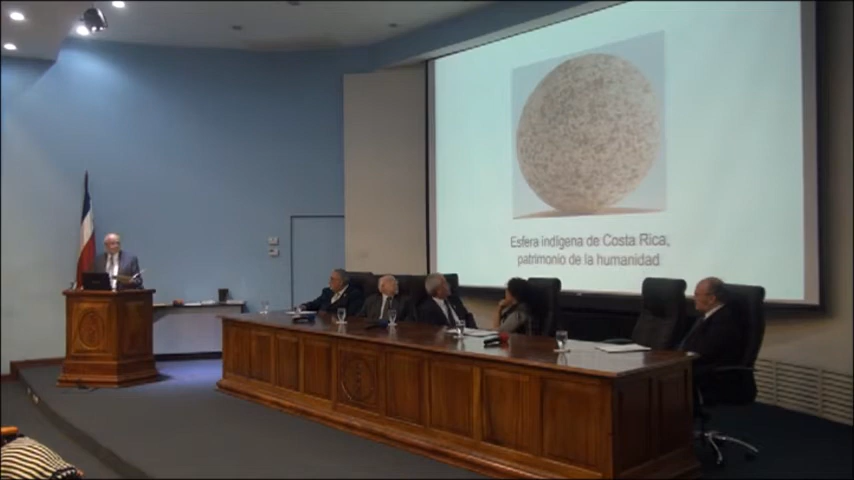 Esfera indígena de Costa Rica,
patrimonio de la humanidad